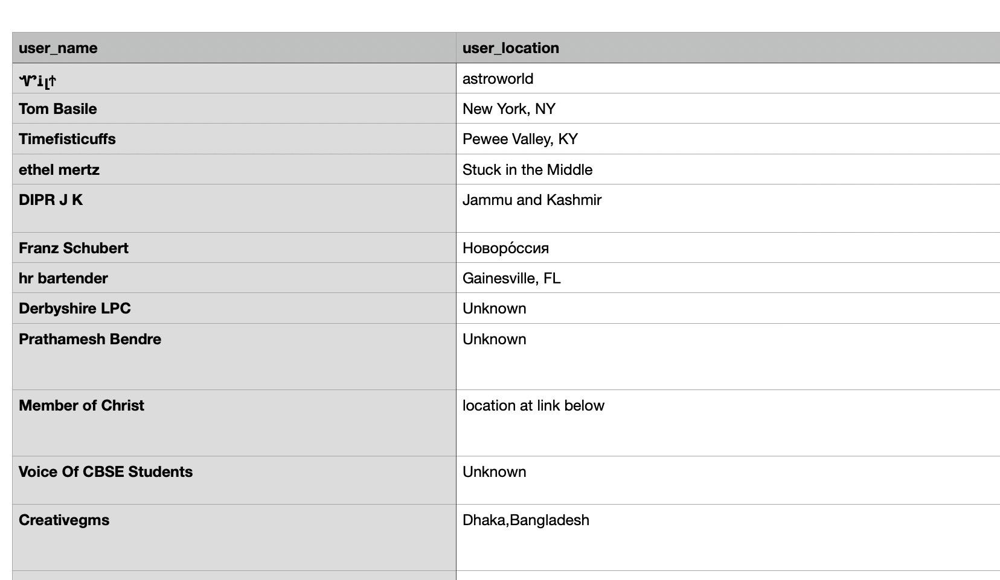 user_name user_location
astroworld
Tom Basile New York, NY
Timefisticuffs Pewee Valley, KY
ethel mertz Stuck in the Middle
DIPR J K Jammu and Kashmir
Franz Schubert Новоро́ссия
hr bartender Gainesville, FL
Derbyshire LPC Unknown
Prathamesh Bendre Unknown
Member of Christ location at link below
Voice Of CBSE Students Unknown
Creativegms Dhaka,Bangladesh